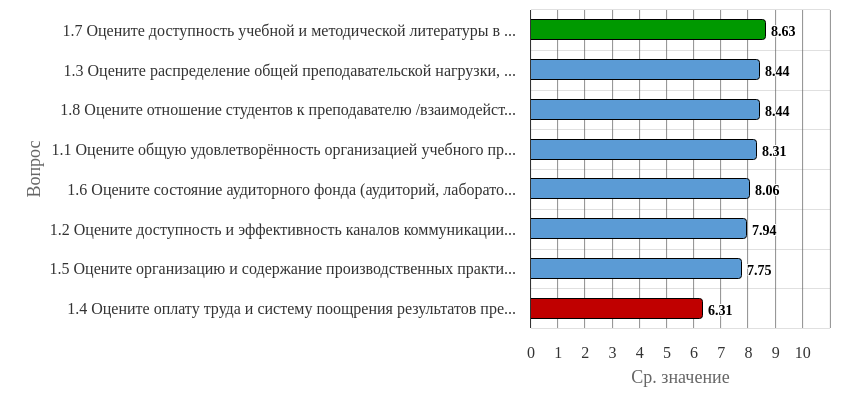 1.7 Оцените доступность учебной и методической литературы в ... 8.63
1.3 Оцените распределение общей преподавательской нагрузки, ... 8.44
1.8 Оцените отношение студентов к преподавателю /взаимодейст... 8.44
1.1 Оцените общую удовлетворённость организацией учебного пр... 8.31
1.6 Оцените состояние аудиторного фонда (аудиторий, лаборато... 8.06
1.2 Оцените доступность и эффективность каналов коммуникации... 7.94
1.5 Оцените организацию и содержание производственных практи... 7.75
1.4 Оцените оплату труда и систему поощрения результатов пре... 6.31
Вопрос
0 1 2 3 4 5 6 7 8 9 10
Ср. значение